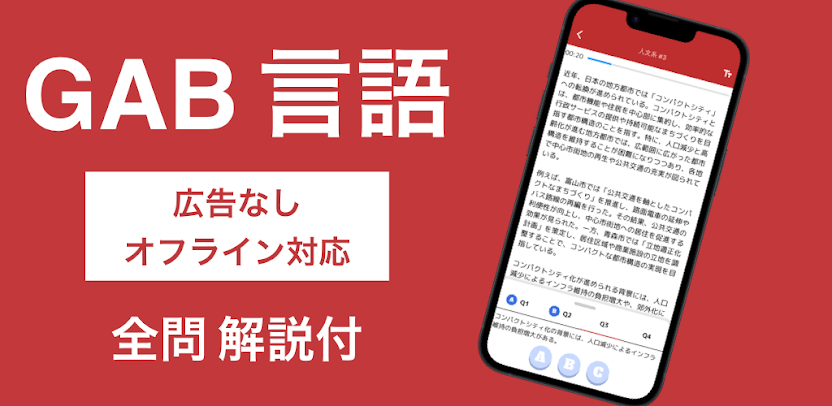 GAB 言語
広告なし
オフライン対応
全問 解説付
人文系 #3
00:20
TT
近年、日本の地方都市では「コンパクトシティ」
への転換が進められている。コンパクトシティと
は、都市機能や住居を中心部に集約し、効率的な
行政サービスの提供や持続可能なまちづくりを目
指す都市構造のことを指す。特に、人口減少と高
齢化が進む地方都市では、広範囲に広がった都市
構造を維持することが困難になりつつあり、各地
で中心市街地の再生や公共交通の充実が図られて
いる。
例えば、富山市では「公共交通を軸としたコンパ
クトなまちづくり」を推進し、路面電車の延伸や
バス路線の再編を行った。その結果、公共交通の
利便性が向上し、中心市街地への居住を促進する
効果が見られた。一方、青森市では「立地適正化
計画」を策定し、居住区域や商業施設の立地を調
整することで、コンパクトな都市構造の実現を目
指している。
コンパクトシティ化が進められる背景には、人口
減少によるインフラ維持の負担増大や、郊外化に
A Q1 B Q2 Q3 Q4
コンパクトシティ化の背景には、人口減少によるインフラ
維持の負担増大がある。
A B C